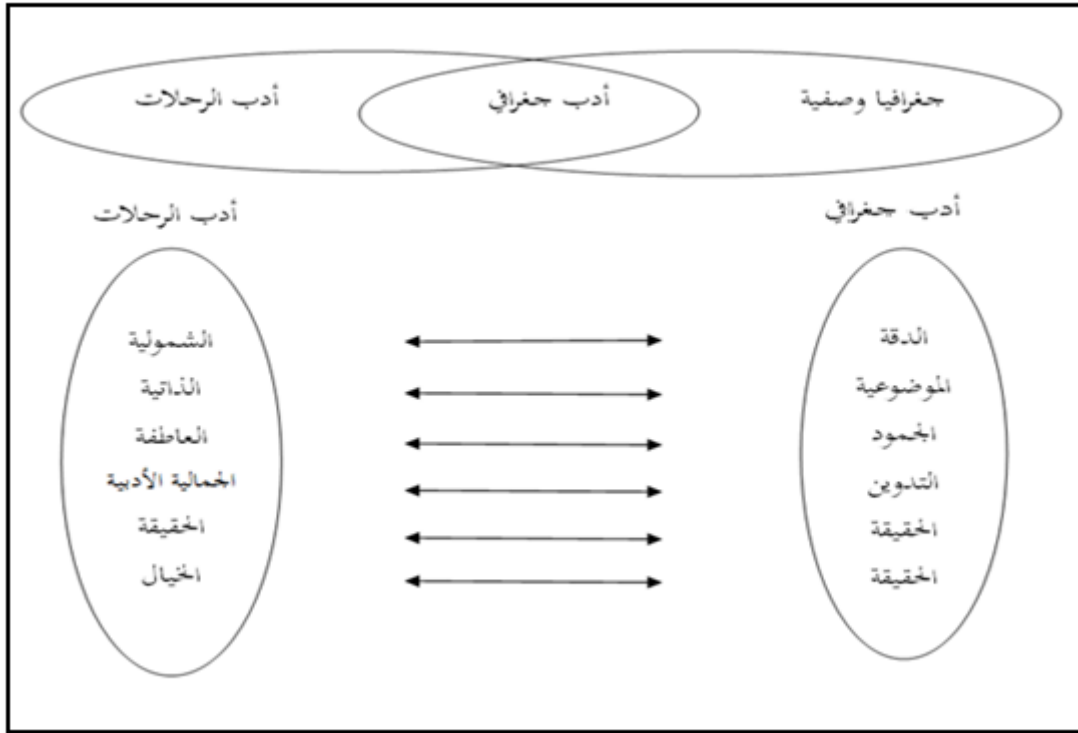 جغرافيا وصفية أدب جغرافي أدب الرحلات
أدب جغرافي أدب الرحلات
الدقة الشمولية
الموضوعية الذاتية
الجمود العاطفة
التدوين الجمالية الأدبية
الحقيقة الحقيقة
الحقيقة الخيال